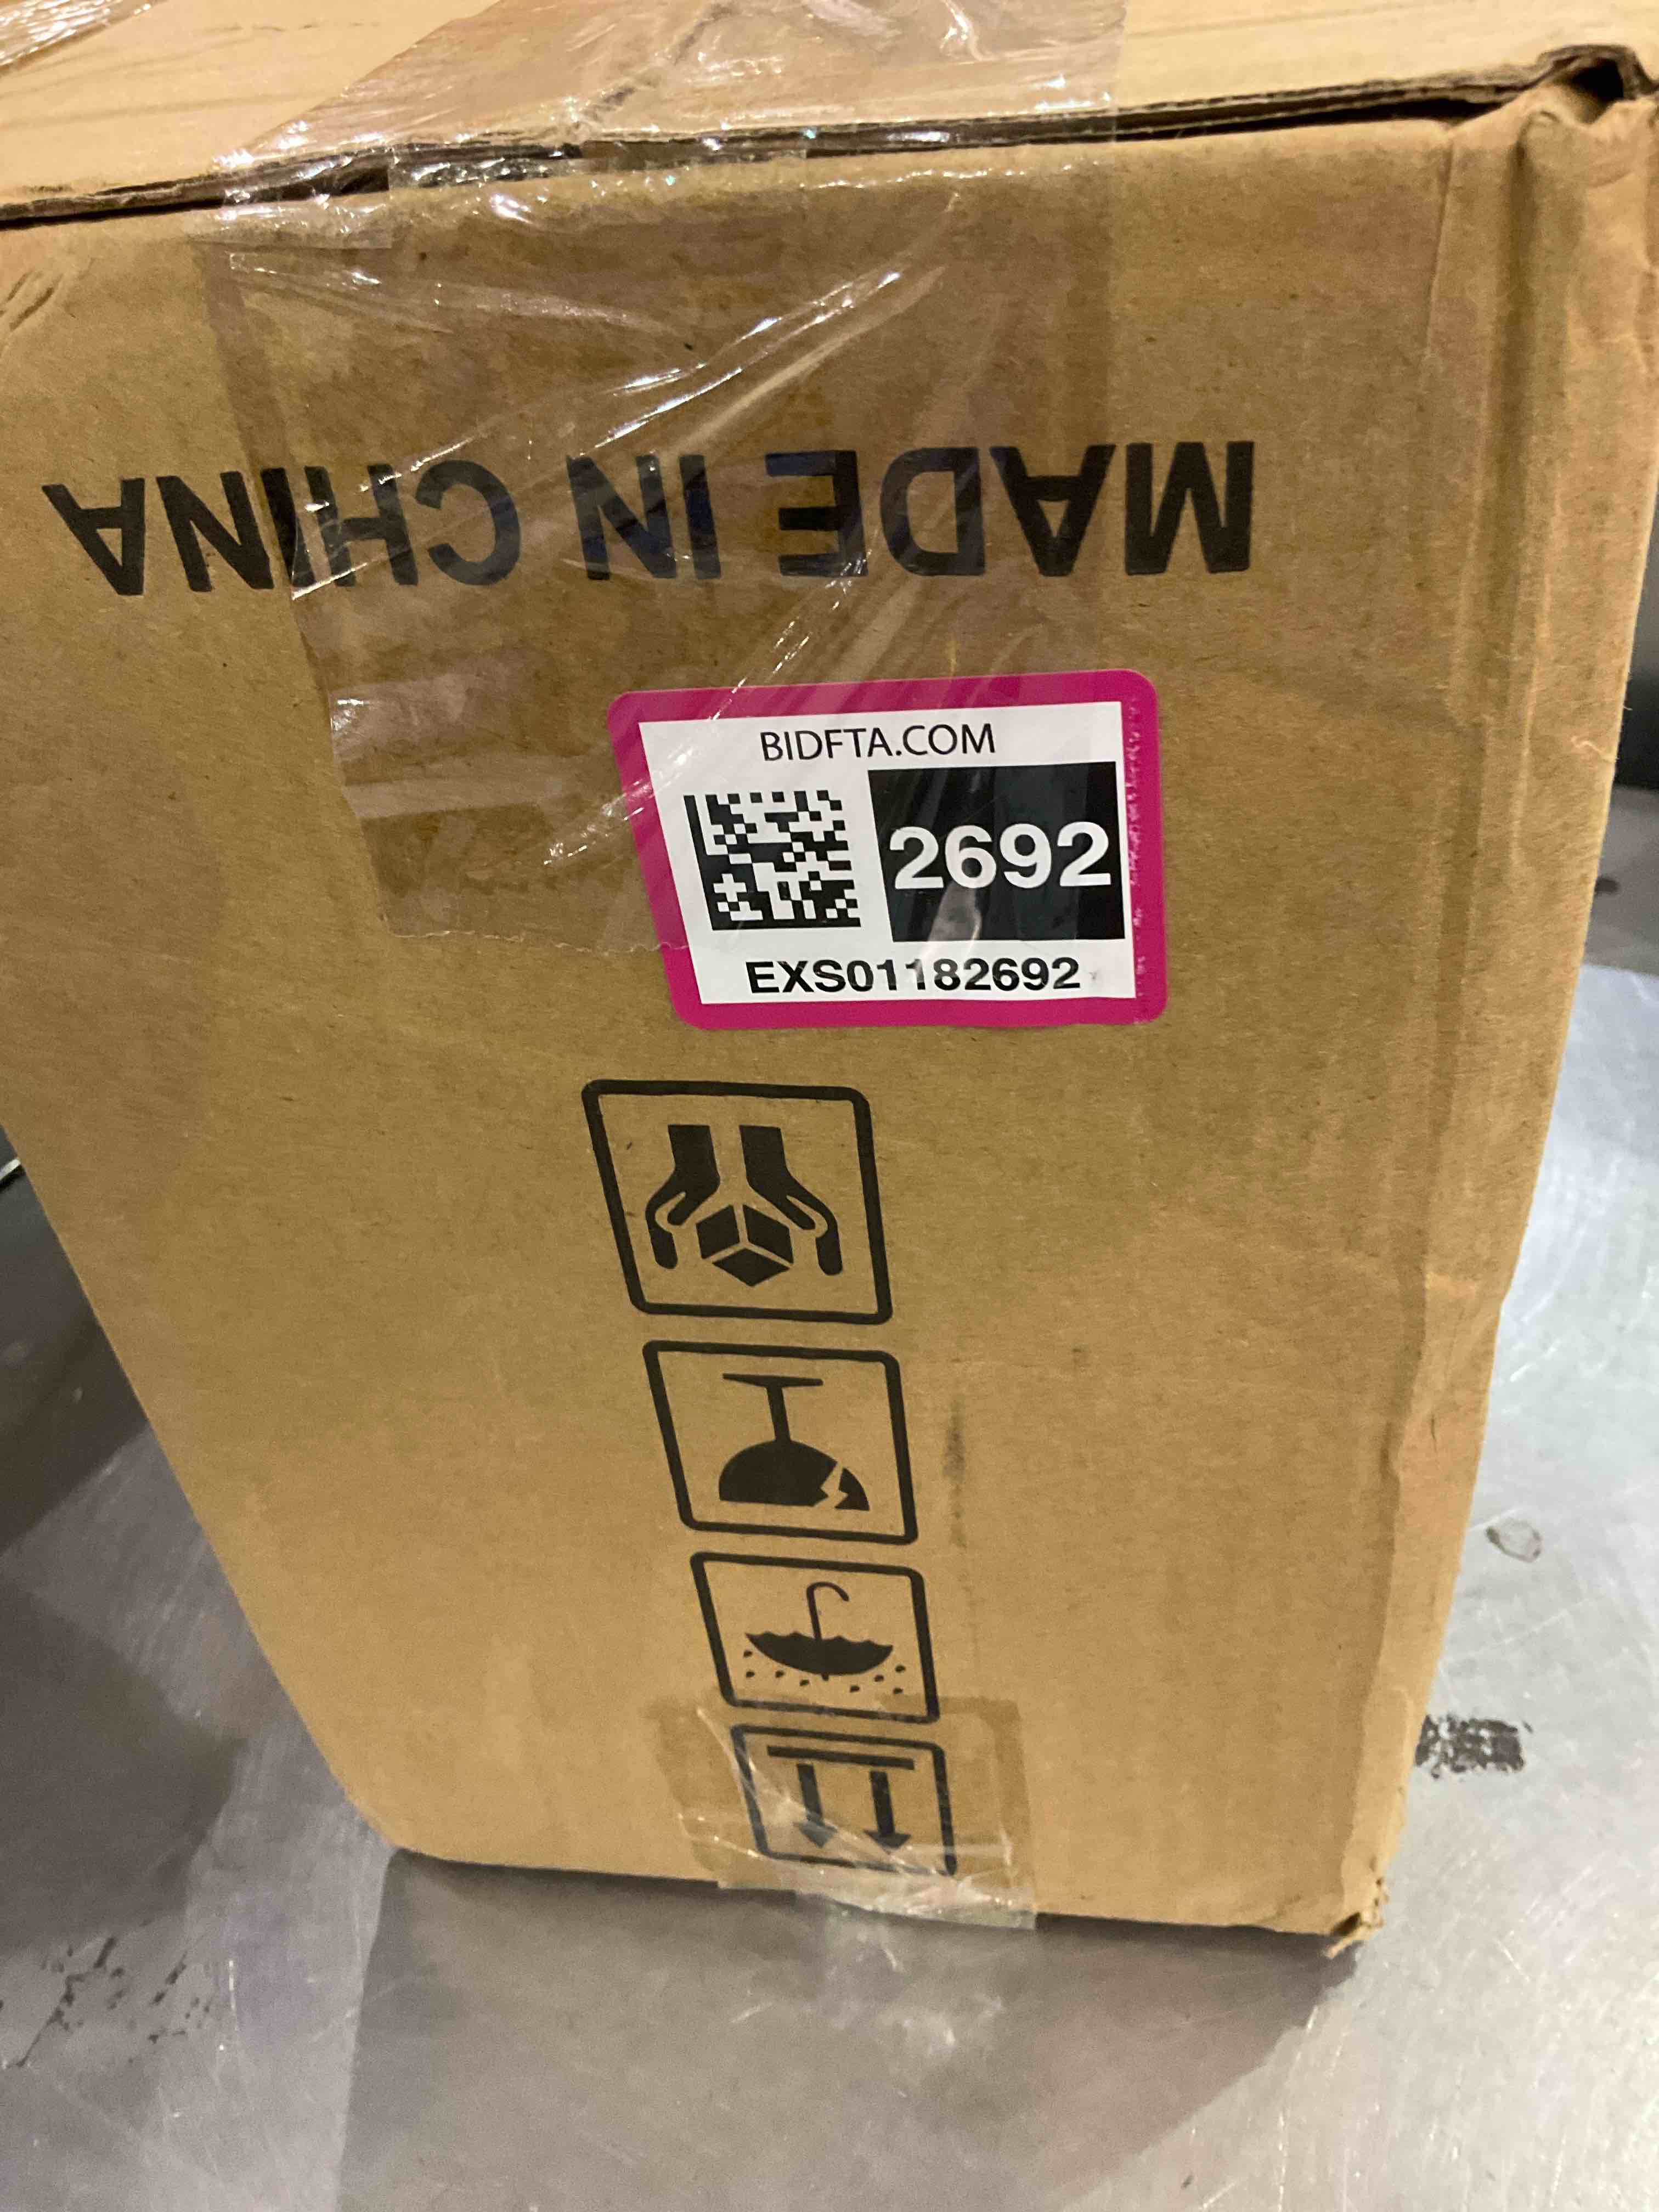 MADE IN CHINA
BIDFTA.COM
2692
EXS01182692